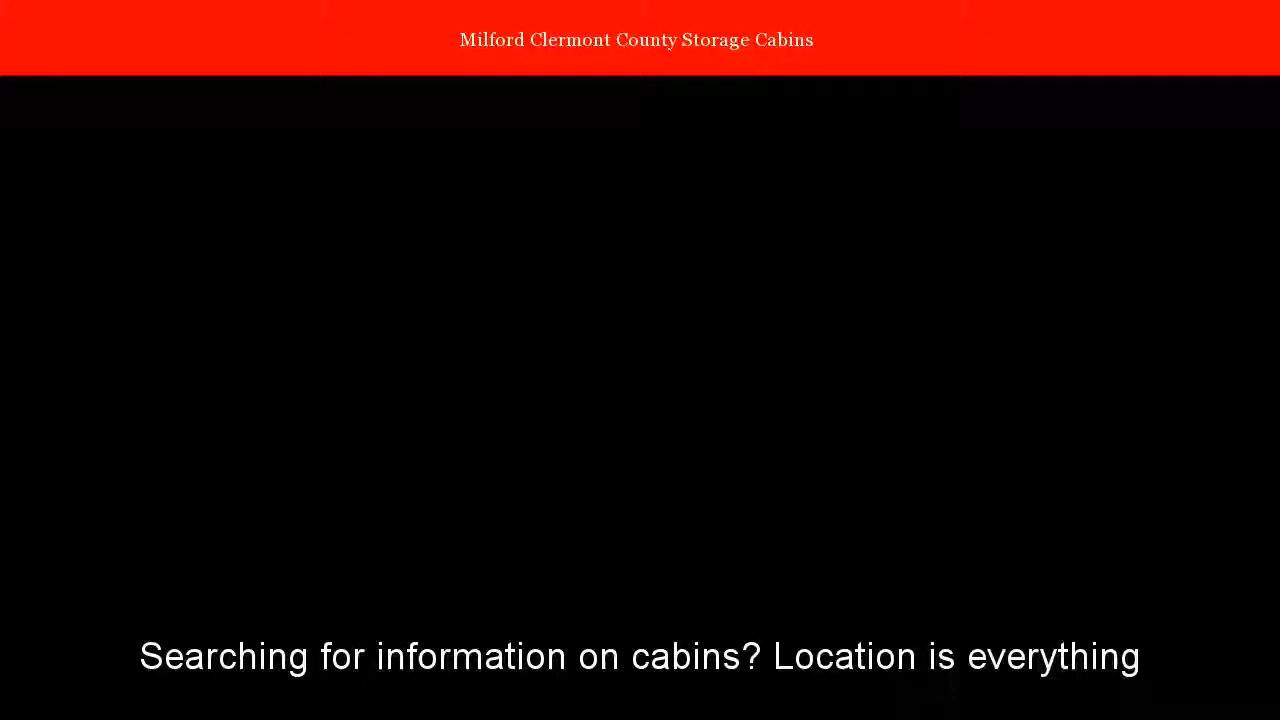 Milford Clermont County Storage Cabins
Searching for information on cabins? Location is everything